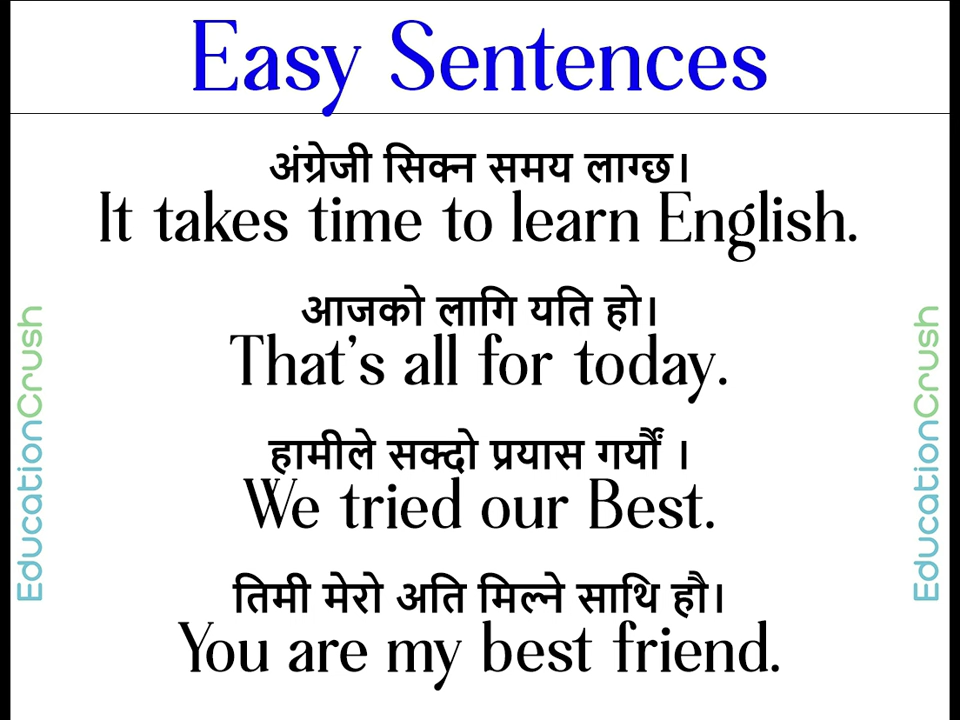 Easy Sentences
अंग्रेजी सिक्न समय लाग्छ।
It takes time to learn English.
आजको लागि यति हो।
That's all for today.
हामीले सक्दो प्रयास गर्यौं ।
We tried our Best.
तिमी मेरो अति मिल्ने साथि हौ।
You are my best friend.
EducationCrush
EducationCrush